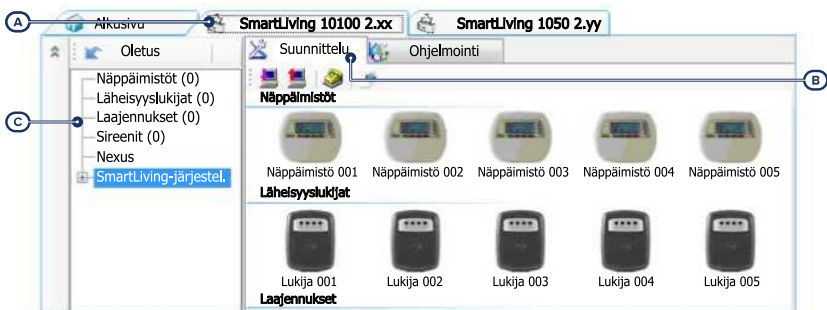 A
Alkusivu SmartLiving 10100 2.xx SmartLiving 1050 2.yy
Oletus Suunnittelu Ohjelmointi
B
Näppäimistöt (0)
Läheisyyslukijat (0)
Laajennukset (0)
C
Sireenit (0)
Nexus
SmartLiving-järjestel.
Näppäimistöt
Näppäimistö 001 Näppäimistö 002 Näppäimistö 003 Näppäimistö 004 Näppäimistö 005
Läheisyyslukijat
Lukija 001 Lukija 002 Lukija 003 Lukija 004 Lukija 005
Laajennukset